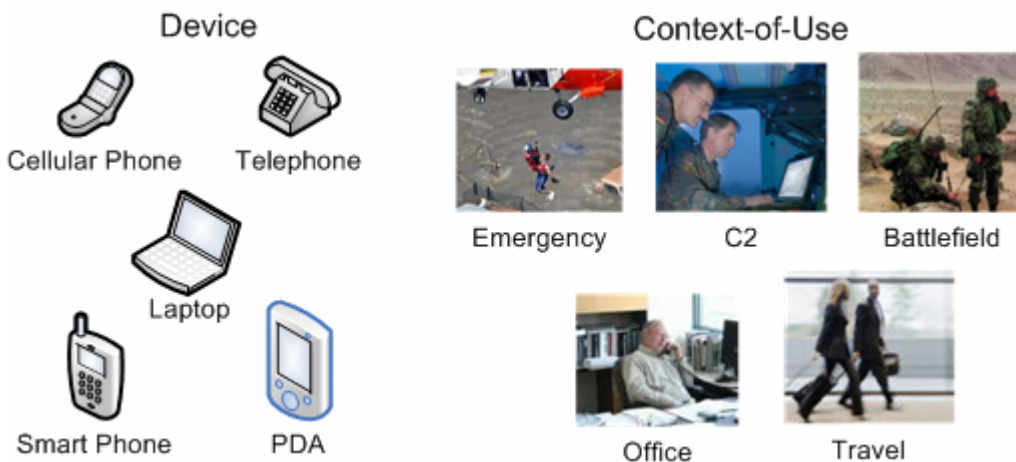 Device
Context-of-Use
Cellular Phone
Telephone
Laptop
Smart Phone
PDA
Emergency
C2
Battlefield
Office
Travel